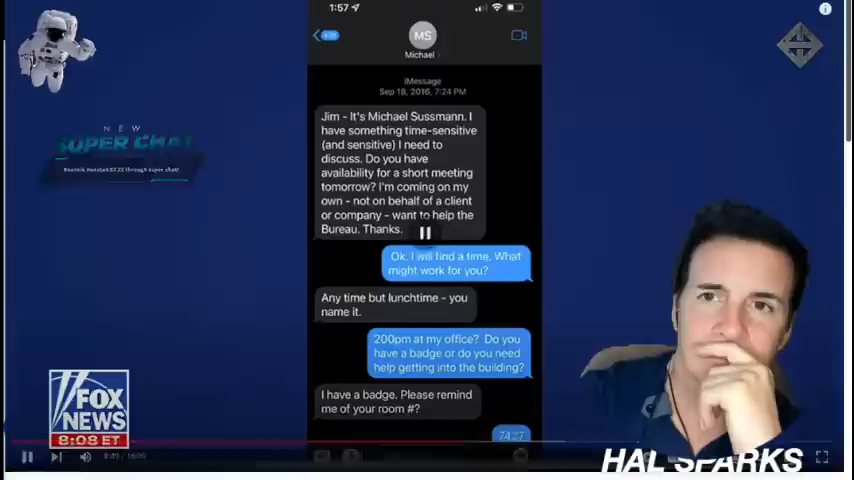 1:57
Michael
MS
iMessage
Sep 18, 2016, 7:24 PM
Jim - It's Michael Sussmann. I
have something time-sensitive
(and sensitive) I need to
discuss. Do you have
availability for a short meeting
tomorrow? I'm coming on my
own - not on behalf of a client
or company - want to help the
Bureau. Thanks.
Ok. I will find a time. What
might work for you?
Any time but lunchtime - you
name it.
200pm at my office? Do you
have a badge or do you need
help getting into the building?
I have a badge. Please remind
me of your room #?
7427
NEW
SUPER CHAT
through super chat!
FOX
NEWS
8:08 ET
HAL SPARKS